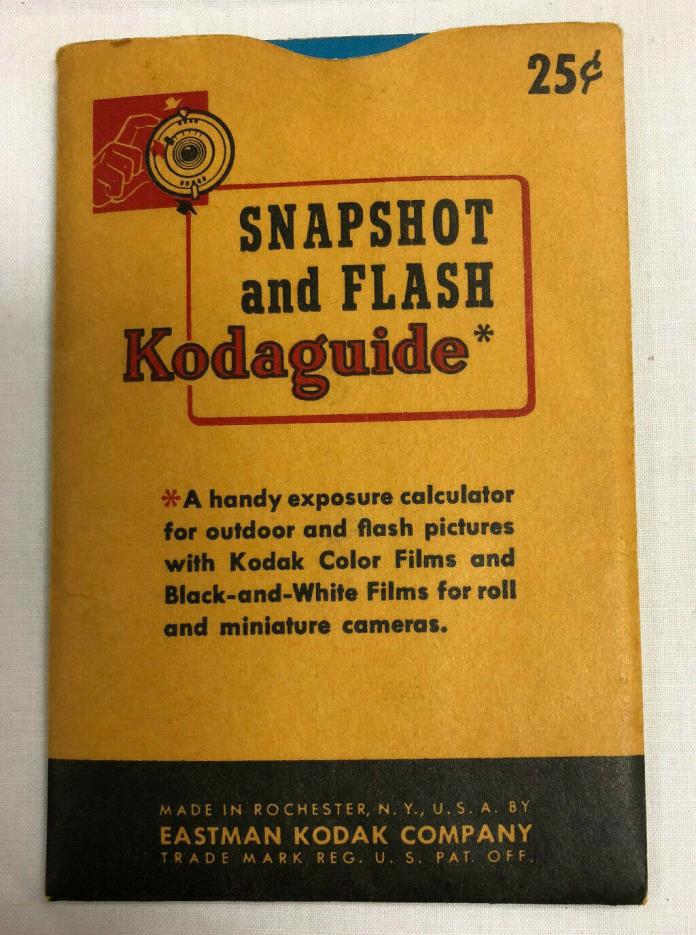 25¢
SNAPSHOT
and FLASH
Kodaguide*
*A handy exposure calculator
for outdoor and flash pictures
with Kodak Color Films and
Black-and-White Films for roll
and miniature cameras.
MADE IN ROCHESTER, N. Y., U. S. A. BY
EASTMAN KODAK COMPANY
TRADE MARK REG. U. S. PAT. OFF.